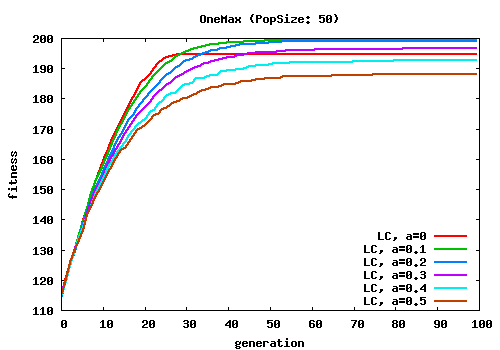 OneMax (PopSize: 50)
200
190
180
170
160
150
140
130
120
110
fitness
LC, a=0
LC, a=0.1
LC, a=0.2
LC, a=0.3
LC, a=0.4
LC, a=0.5
0 10 20 30 40 50 60 70 80 90 100
generation